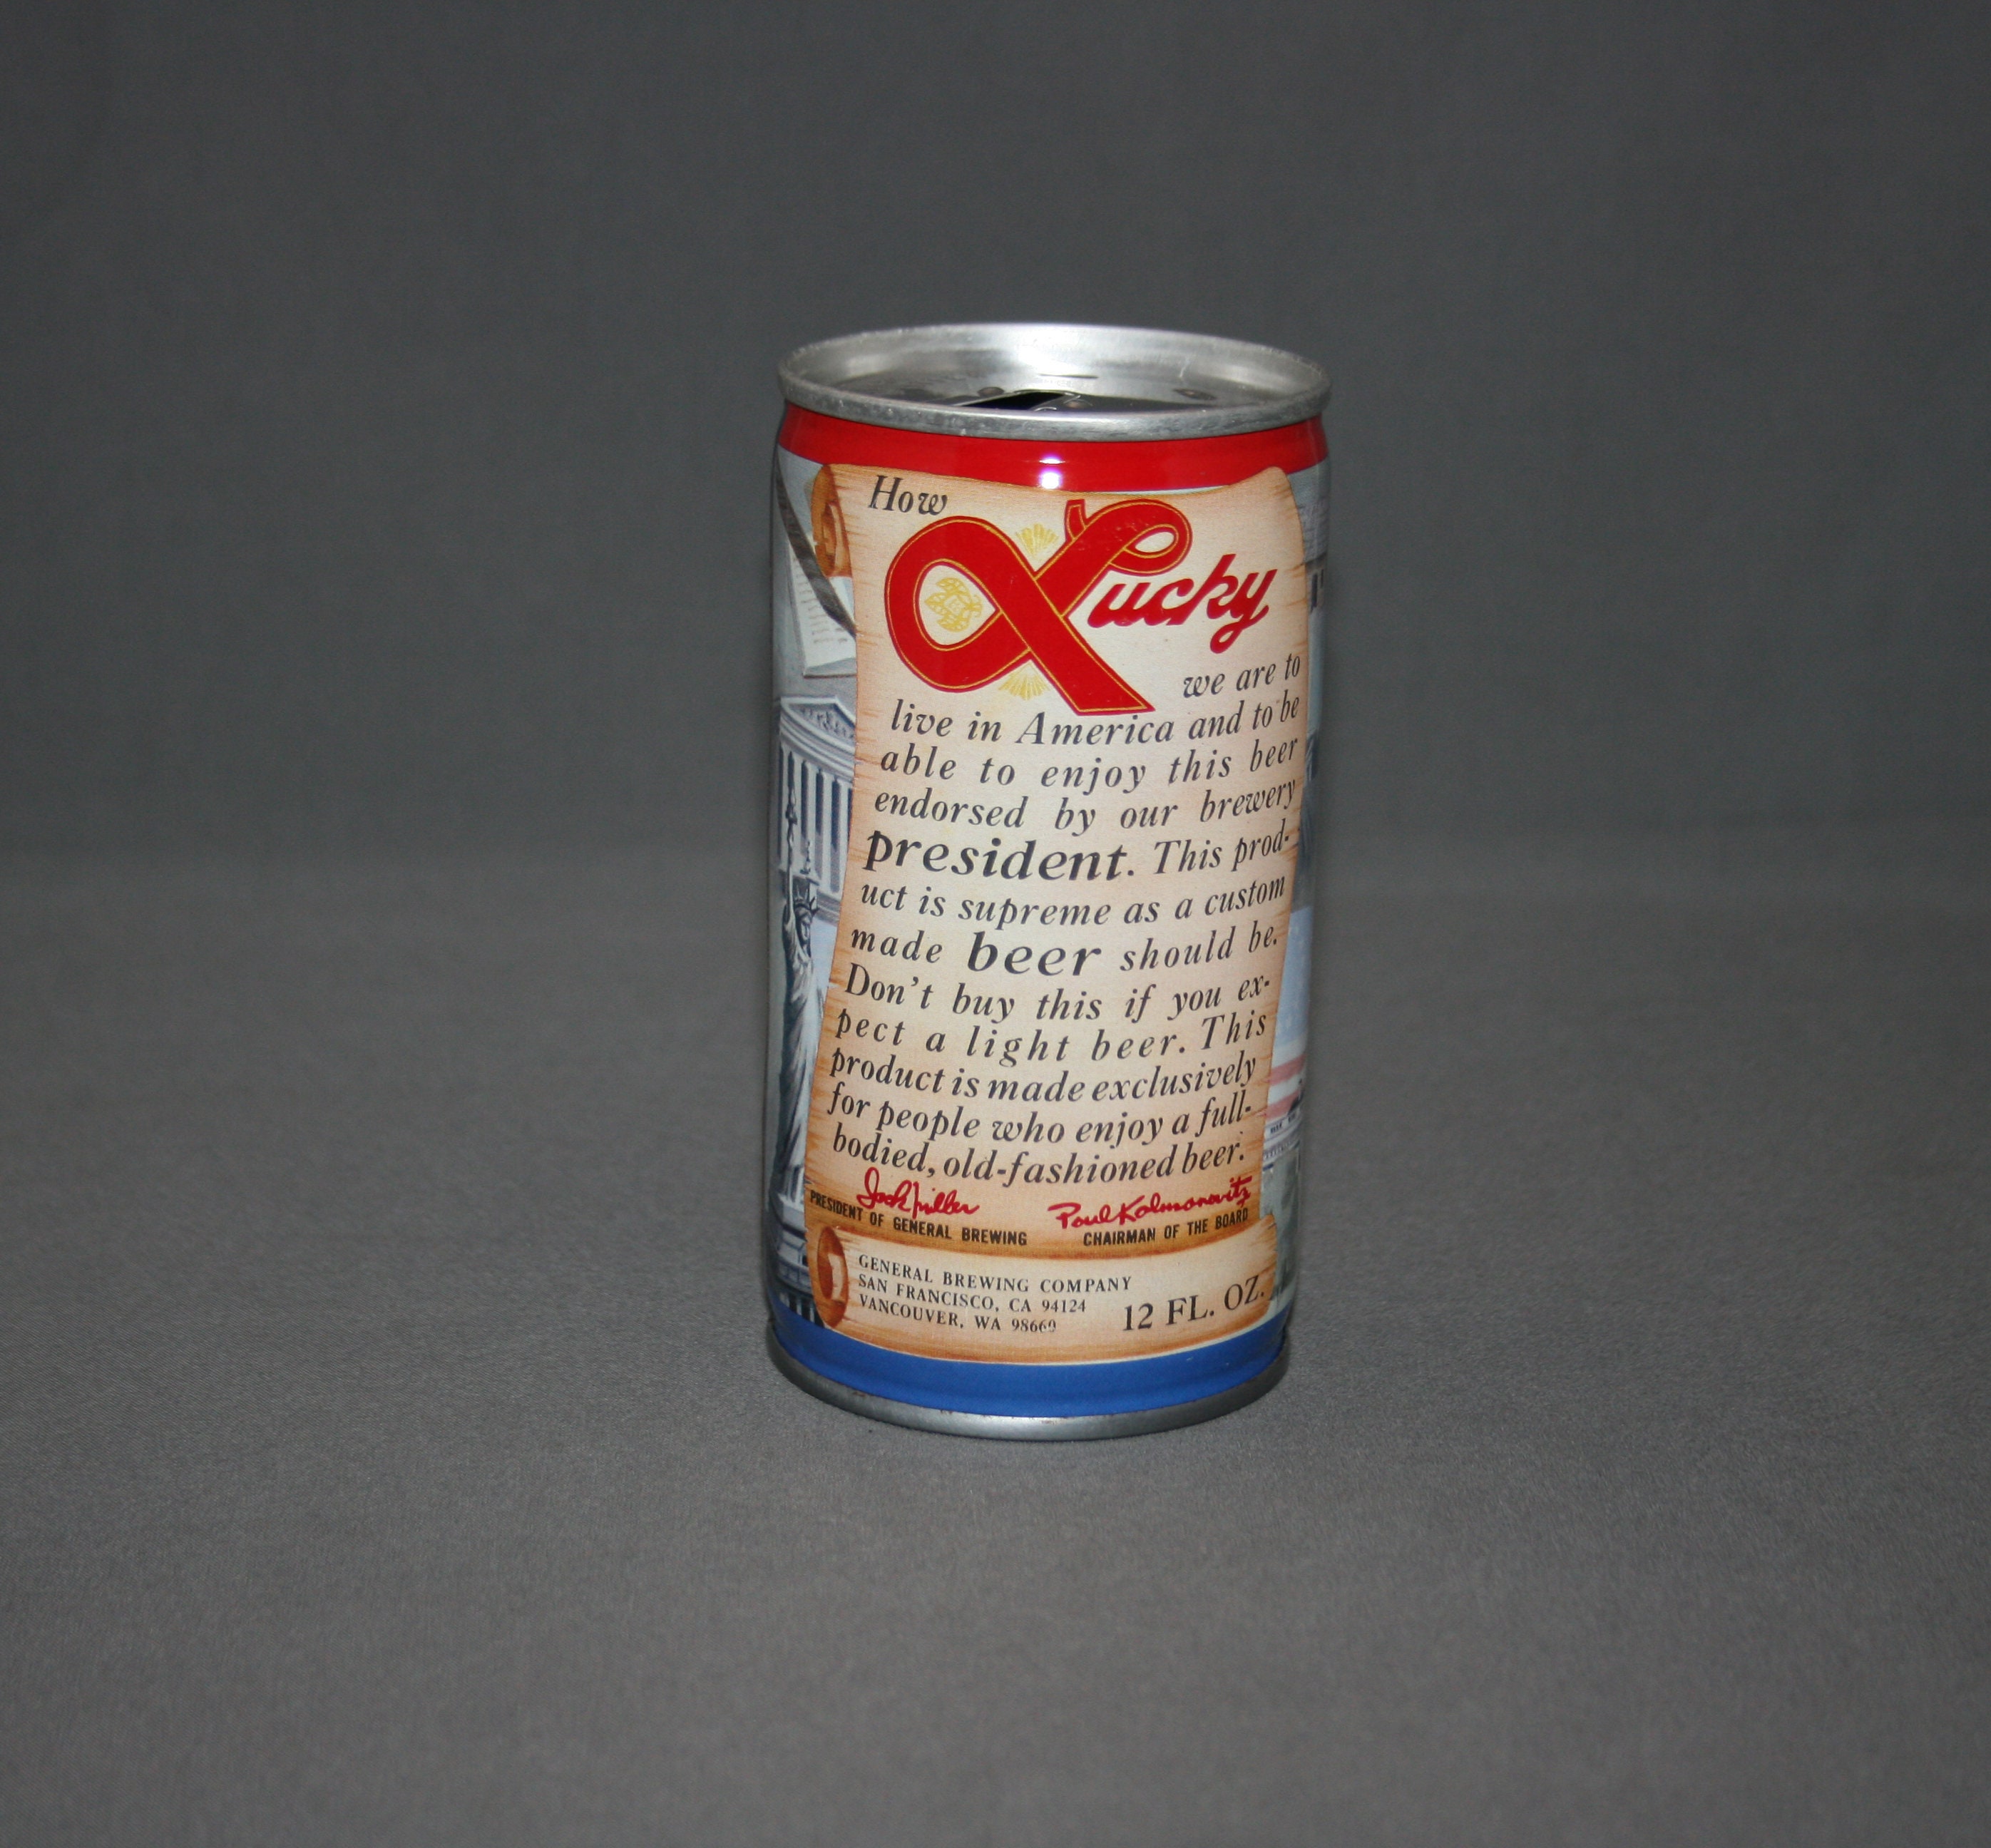 How
Lucky
we are to
live in America and to be
able to enjoy this beer
endorsed by our brewery
president. This prod-
uct is supreme as a custom
made beer should be.
Don't buy this if you ex-
pect a light beer. This
product is made exclusively
for people who enjoy a full-
bodied, old-fashioned beer.
Paul Kalmanovitz
PRESIDENT OF GENERAL BREWING
CHAIRMAN OF THE BOARD
GENERAL BREWING COMPANY
SAN FRANCISCO, CA 94124
VANCOUVER, WA 98660
12 FL. OZ.